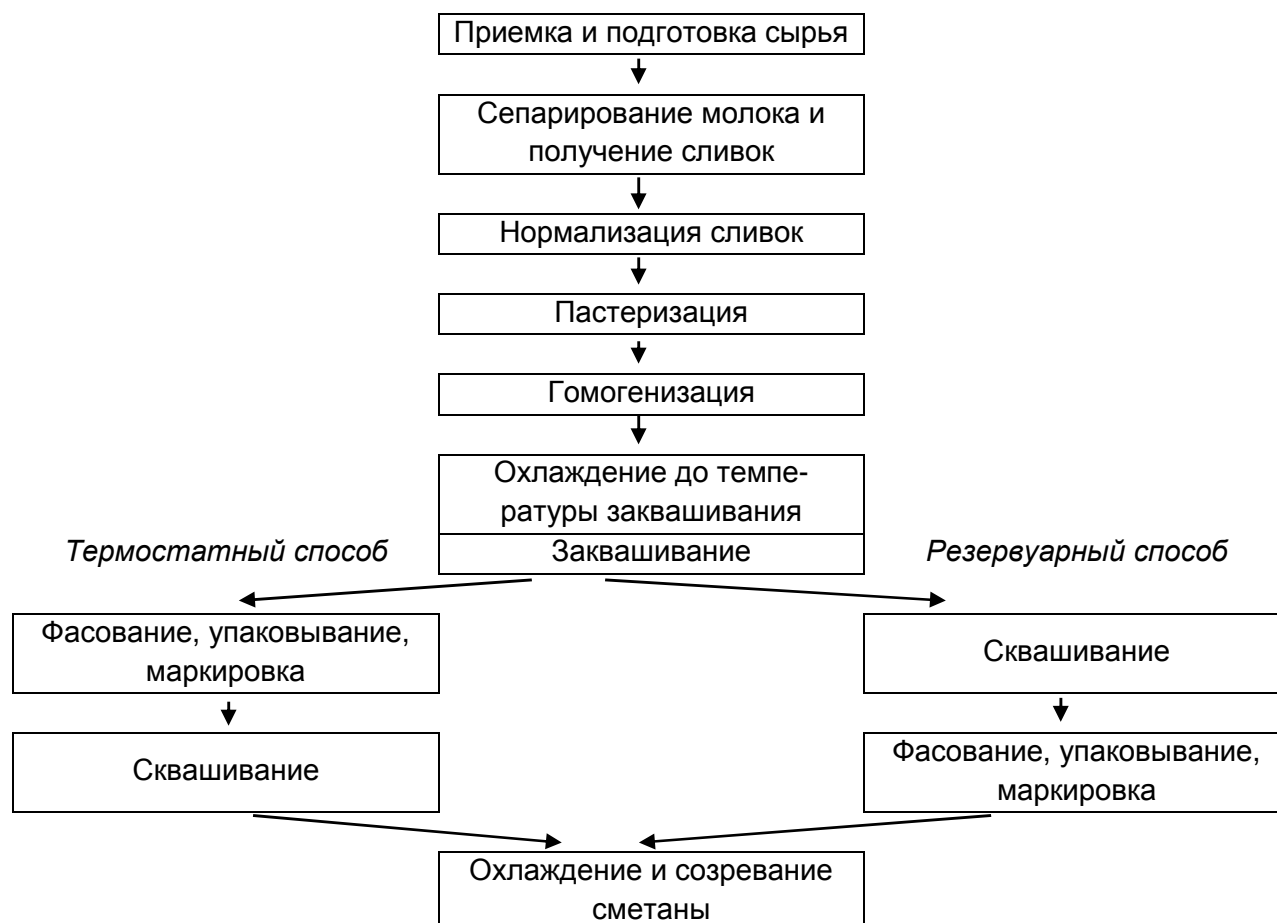 Приемка и подготовка сырья
Сепарирование молока и
получение сливок
Нормализация сливок
Пастеризация
Гомогенизация
Охлаждение до темпе-
ратуры заквашивания
Термостатный способ
Заквашивание
Резервуарный способ
Фасование, упаковывание,
маркировка
Сквашивание
Сквашивание
Фасование, упаковывание,
маркировка
Охлаждение и созревание
сметаны